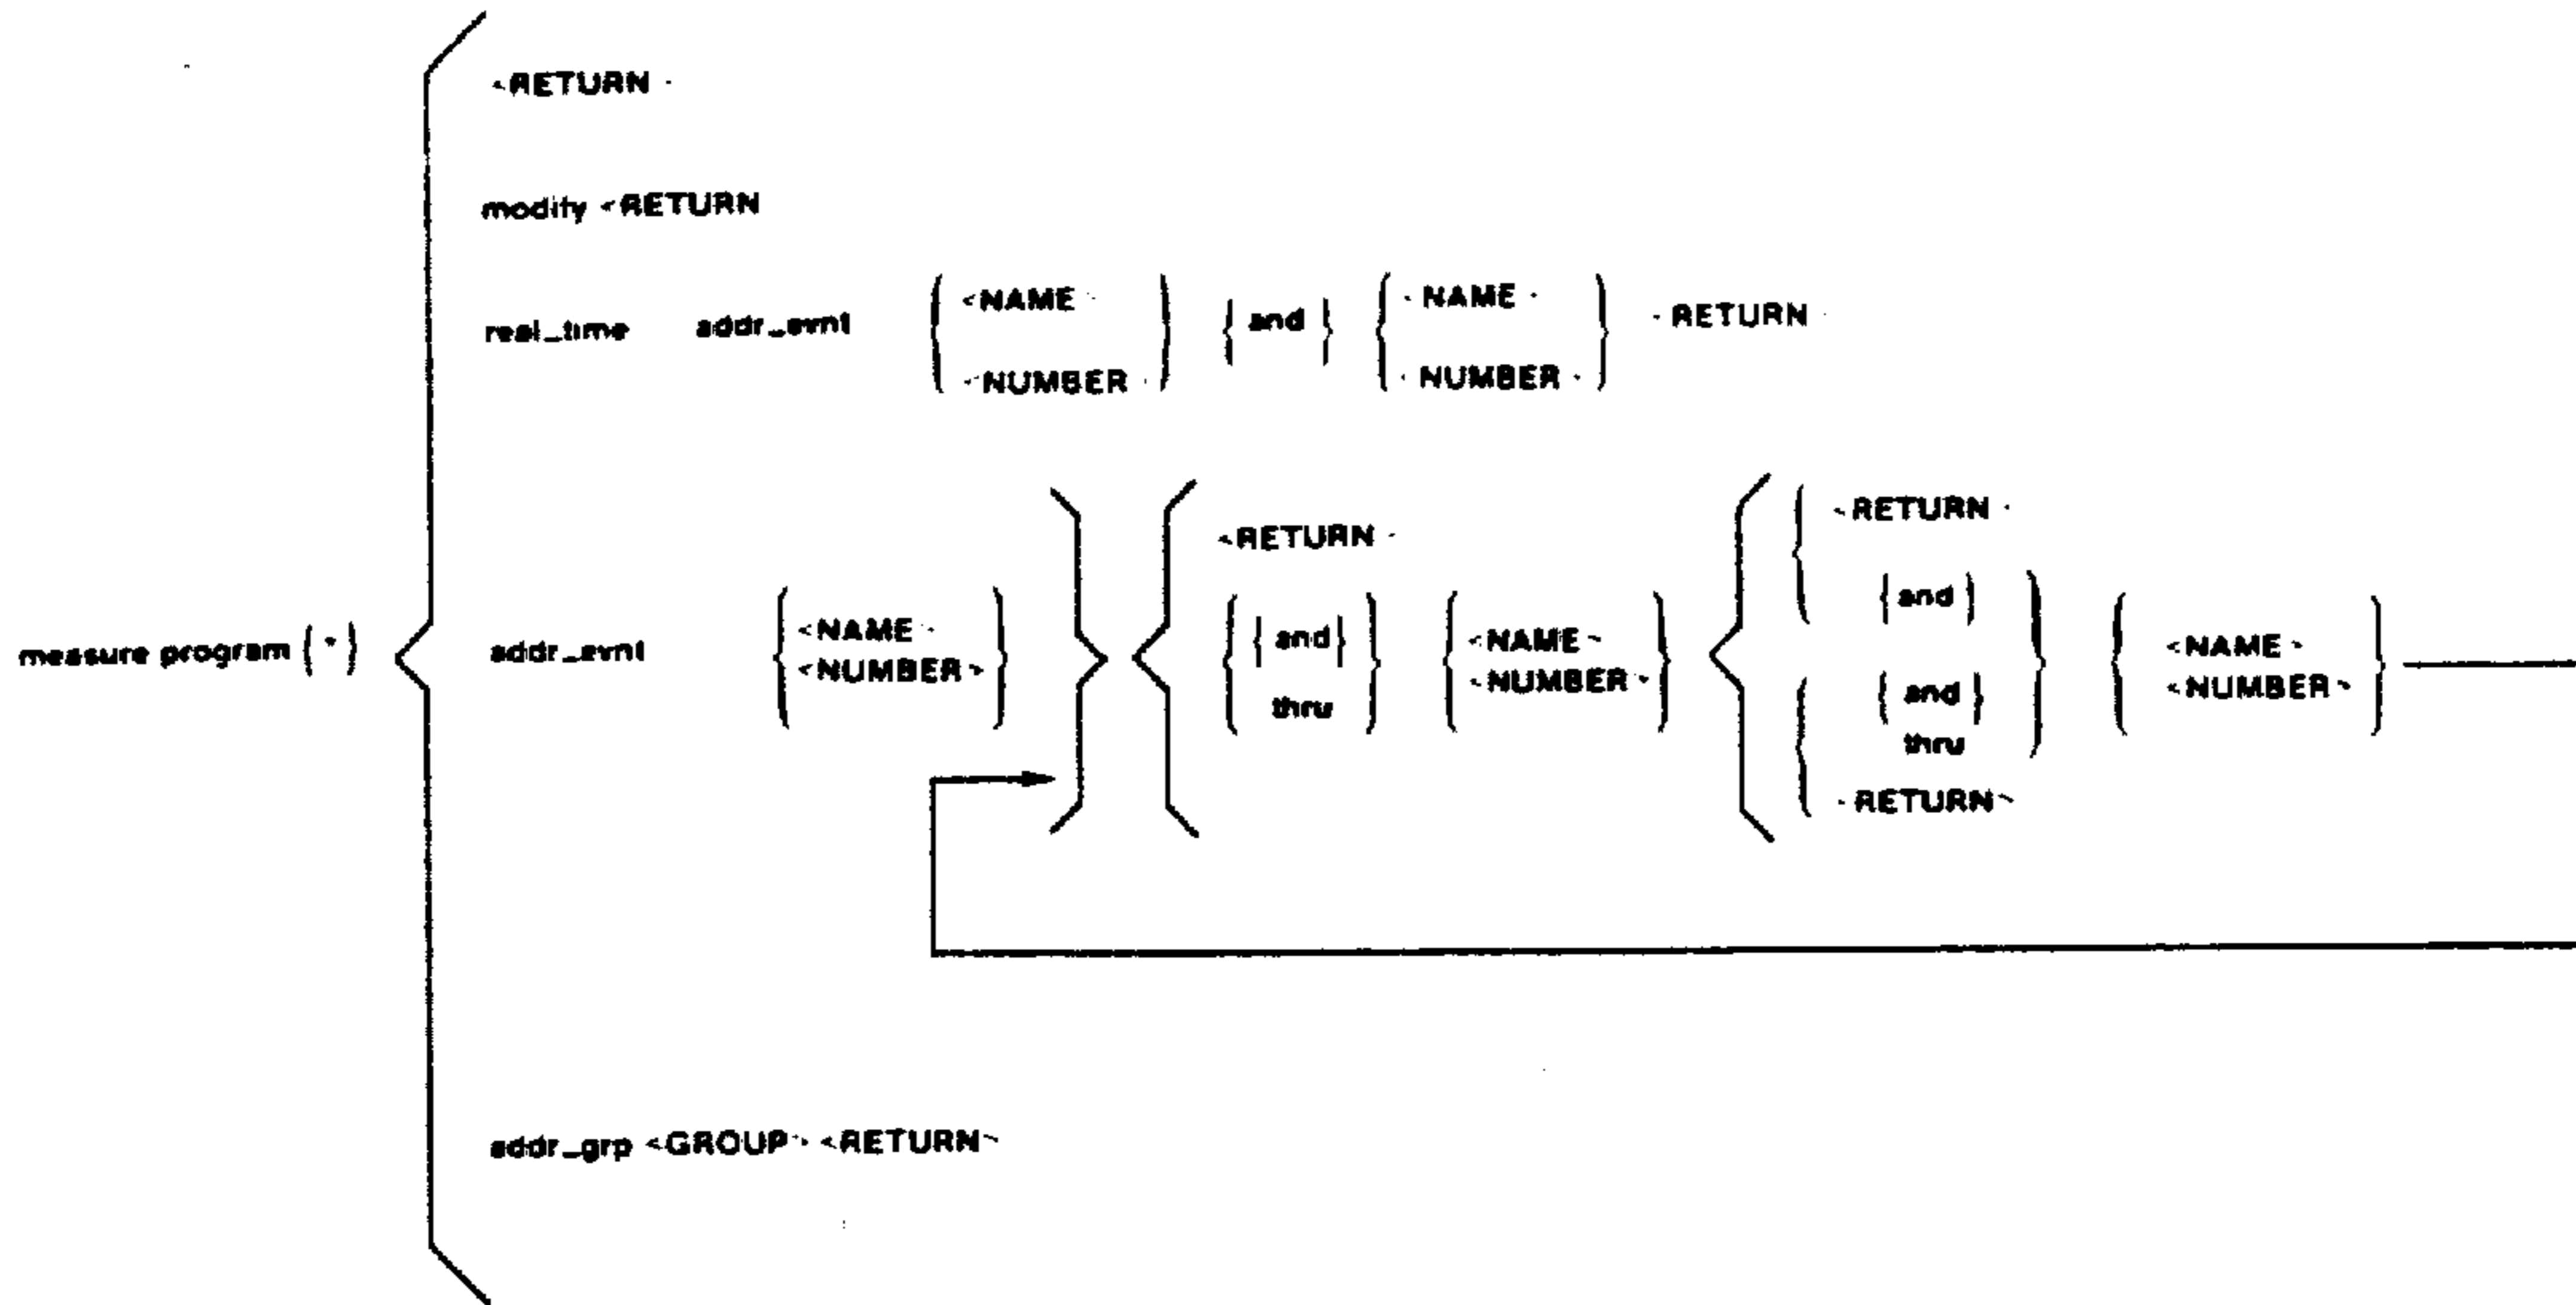 <RETURN>
modify <RETURN
real_time addr_evnt { <NAME> <NUMBER> } { and } { <NAME> <NUMBER> } <RETURN>
measure program (*)
addr_evnt { <NAME> <NUMBER> }
<RETURN>
{ and } thru
{ <NAME> <NUMBER> }
<RETURN>
{ and }
{ and } thru
<RETURN>
{ <NAME> <NUMBER> }
addr_grp <GROUP> <RETURN>